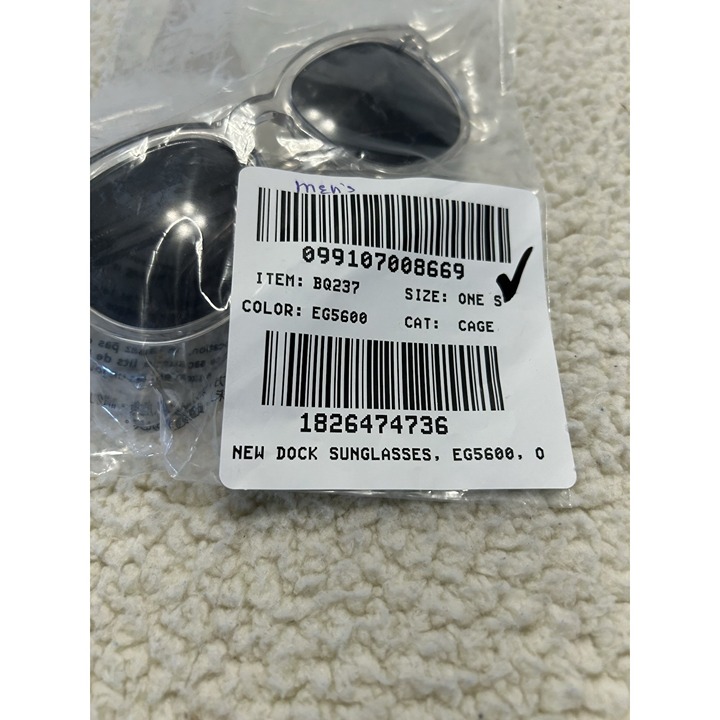 men's
099107008669
ITEM: BQ237
SIZE: ONE S
COLOR: EG5600
CAT: CAGE
1826474736
NEW DOCK SUNGLASSES, EG5600, O